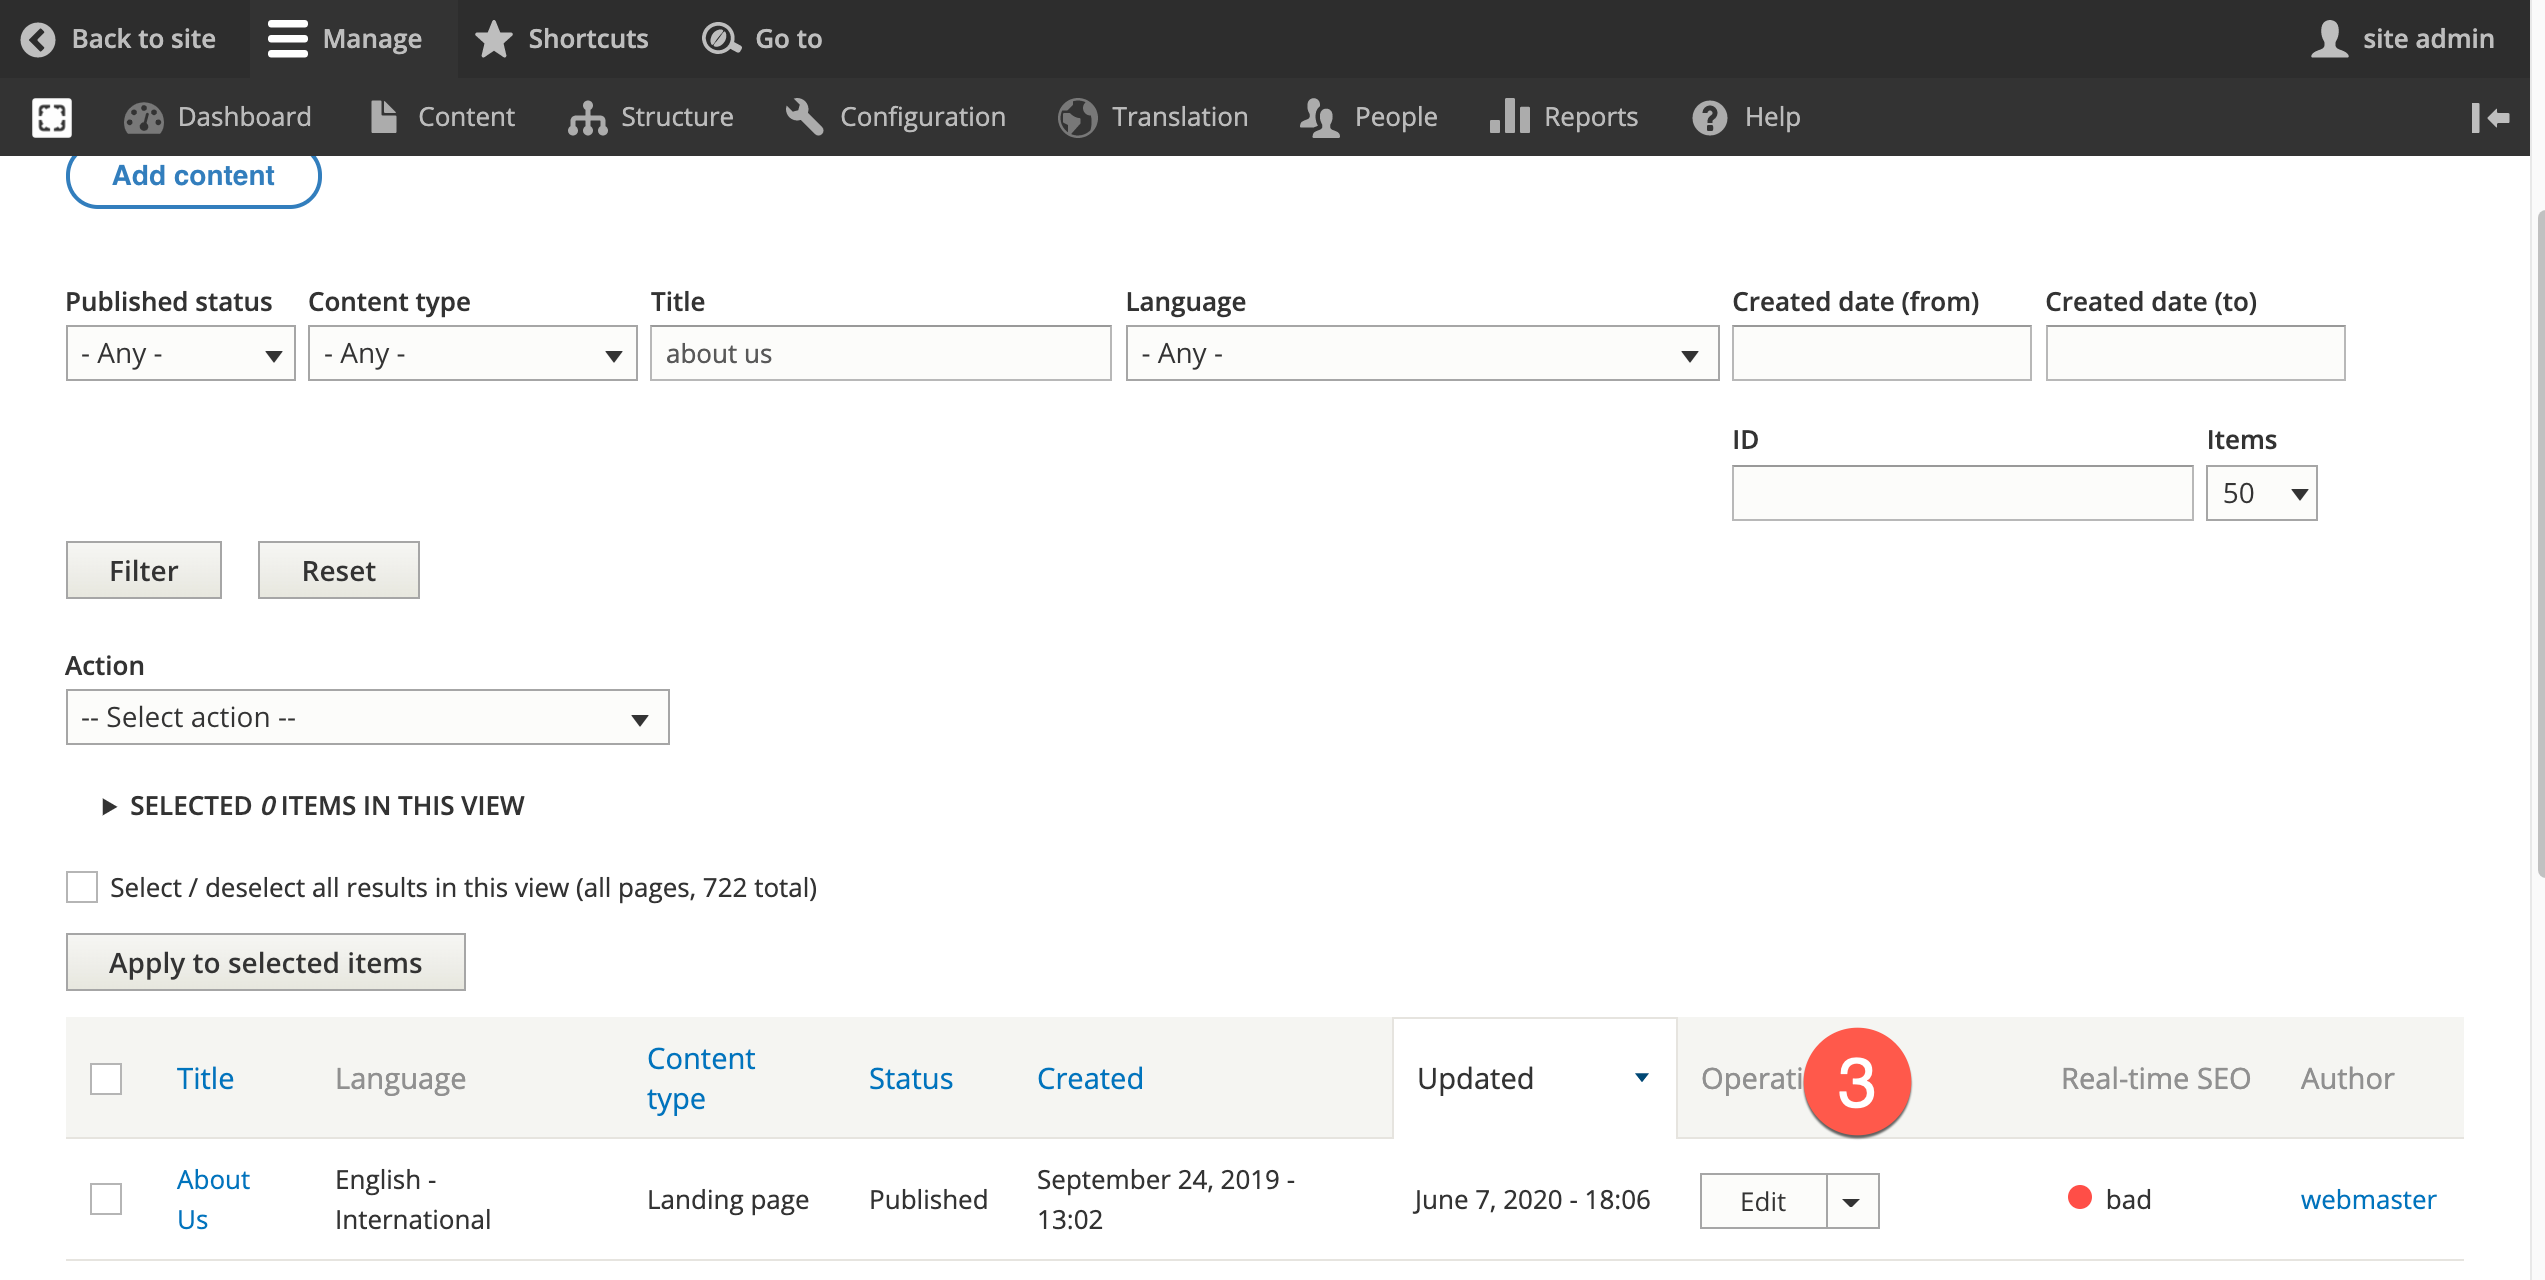 Back to site Manage Shortcuts Go to site admin
Dashboard Content Structure Configuration Translation People Reports Help
Add content
Published status Content type Title Language Created date (from) Created date (to)
- Any - - Any - about us - Any -
ID Items
50
Filter Reset
Action
-- Select action --
SELECTED 0 ITEMS IN THIS VIEW
Select / deselect all results in this view (all pages, 722 total)
Apply to selected items
Title Language Content type Status Created Updated Operati 3 Real-time SEO Author
About Us English - International Landing page Published September 24, 2019 - 13:02 June 7, 2020 - 18:06 Edit bad webmaster